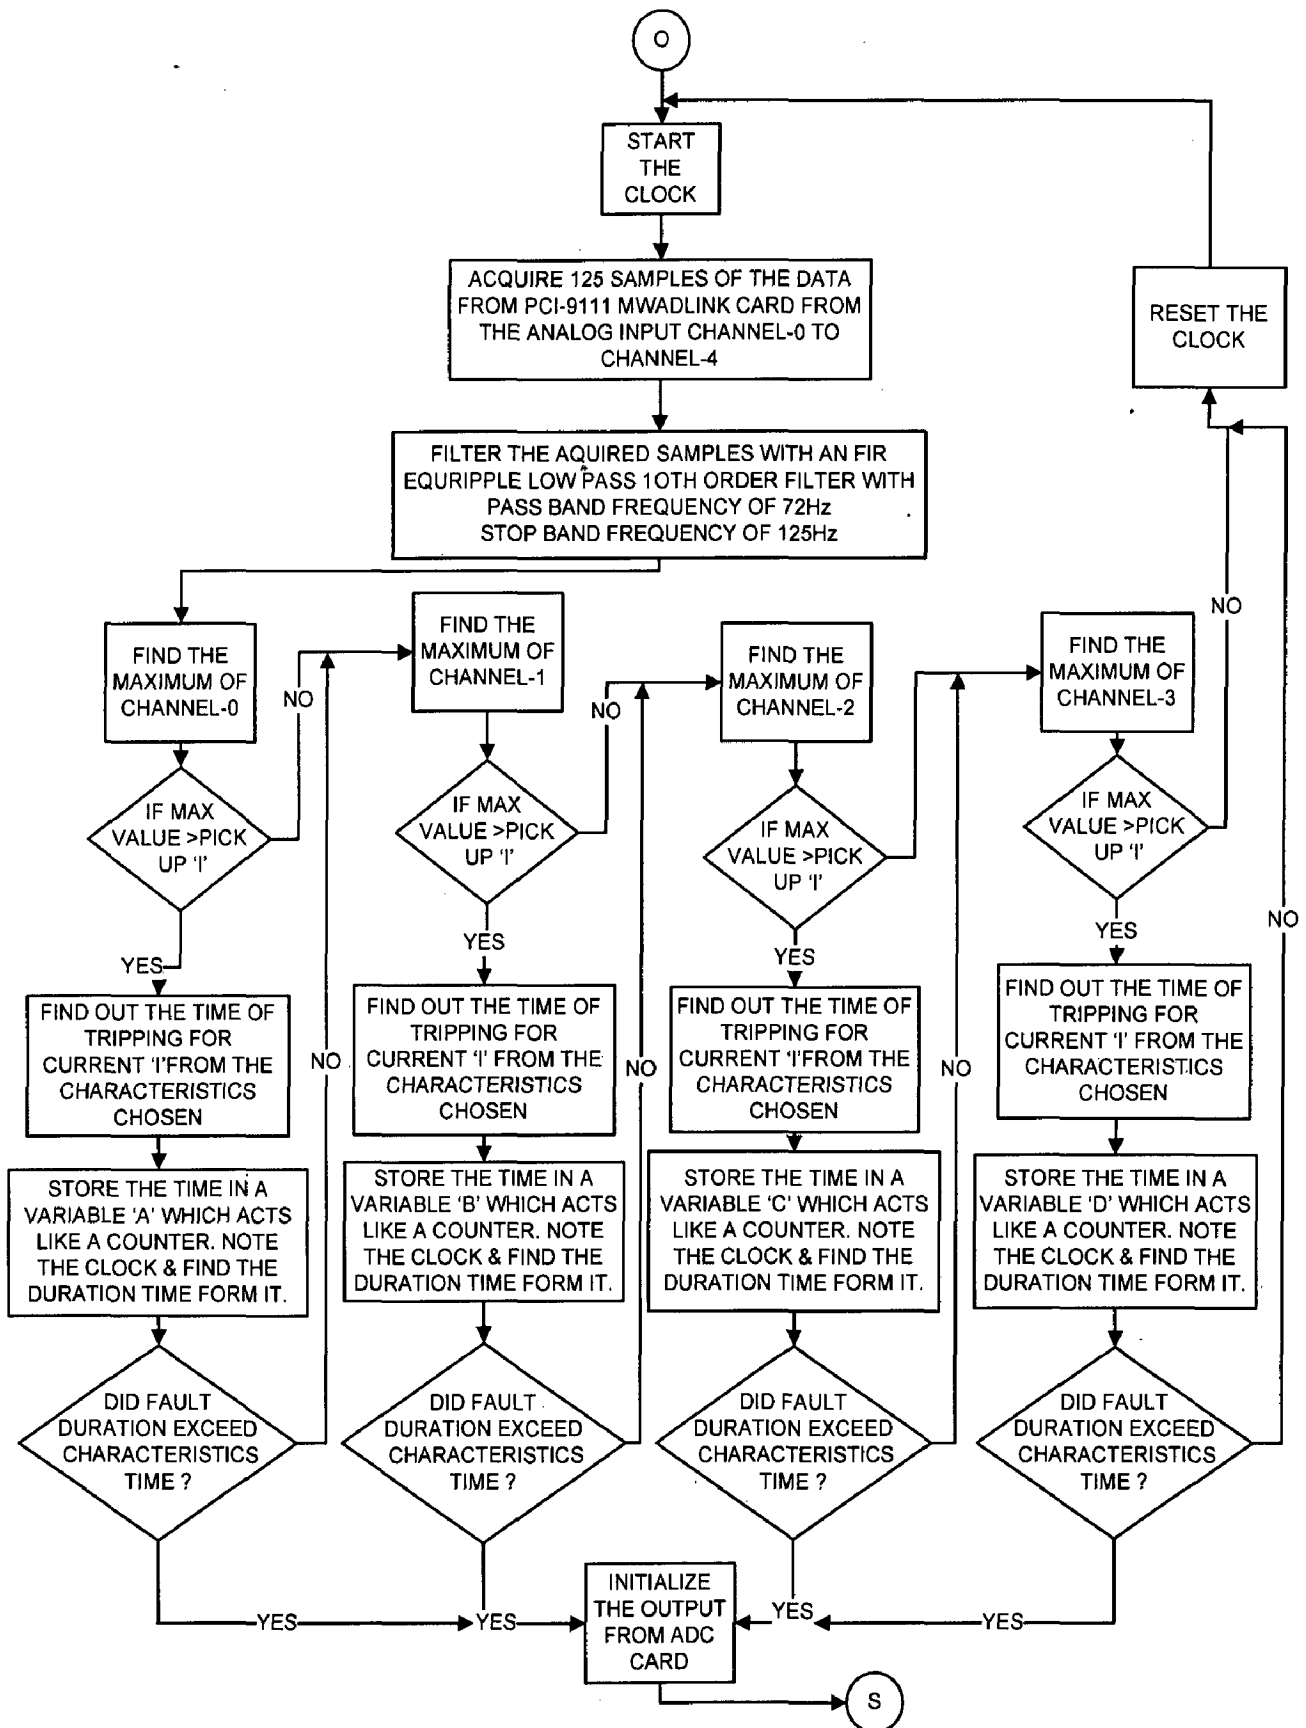 O
START
THE
CLOCK
ACQUIRE 125 SAMPLES OF THE DATA
FROM PCI-9111 MWADLINK CARD FROM
THE ANALOG INPUT CHANNEL-0 TO
CHANNEL-4
RESET THE
CLOCK
FILTER THE AQUIRED SAMPLES WITH AN FIR
EQURIPPLE LOW PASS 1OTH ORDER FILTER WITH
PASS BAND FREQUENCY OF 72Hz
STOP BAND FREQUENCY OF 125Hz
FIND THE
MAXIMUM OF
CHANNEL-0
NO
FIND THE
MAXIMUM OF
CHANNEL-1
NO
FIND THE
MAXIMUM OF
CHANNEL-2
FIND THE
MAXIMUM OF
CHANNEL-3
NO
IF MAX
VALUE >PICK
UP 'I'
IF MAX
VALUE >PICK
UP 'I'
IF MAX
VALUE >PICK
UP 'I'
IF MAX
VALUE >PICK
UP 'I'
YES
YES
YES
YES
NO
FIND OUT THE TIME OF
TRIPPING FOR
CURRENT 'I'FROM THE
CHARACTERISTICS
CHOSEN
NO
FIND OUT THE TIME OF
TRIPPING FOR
CURRENT 'I' FROM THE
CHARACTERISTICS
CHOSEN
NO
FIND OUT THE TIME OF
TRIPPING FOR
CURRENT 'I'FROM THE
CHARACTERISTICS
CHOSEN
NO
FIND OUT THE TIME OF
TRIPPING FOR
CURRENT 'I' FROM THE
CHARACTERISTICS
CHOSEN
STORE THE TIME IN A
VARIABLE 'A' WHICH ACTS
LIKE A COUNTER. NOTE
THE CLOCK & FIND THE
DURATION TIME FORM IT.
STORE THE TIME IN A
VARIABLE 'B' WHICH ACTS
LIKE A COUNTER. NOTE
THE CLOCK & FIND THE
DURATION TIME FORM IT.
STORE THE TIME IN A
VARIABLE 'C' WHICH ACTS
LIKE A COUNTER. NOTE
THE CLOCK & FIND THE
DURATION TIME FORM IT.
STORE THE TIME IN A
VARIABLE 'D' WHICH ACTS
LIKE A COUNTER. NOTE
THE CLOCK & FIND THE
DURATION TIME FORM IT.
DID FAULT
DURATION EXCEED
CHARACTERISTICS
TIME ?
DID FAULT
DURATION EXCEED
CHARACTERISTICS
TIME ?
DID FAULT
DURATION EXCEED
CHARACTERISTICS
TIME ?
DID FAULT
DURATION EXCEED
CHARACTERISTICS
TIME ?
YES
YES
INITIALIZE
THE OUTPUT
FROM ADC
CARD
YES
YES
S